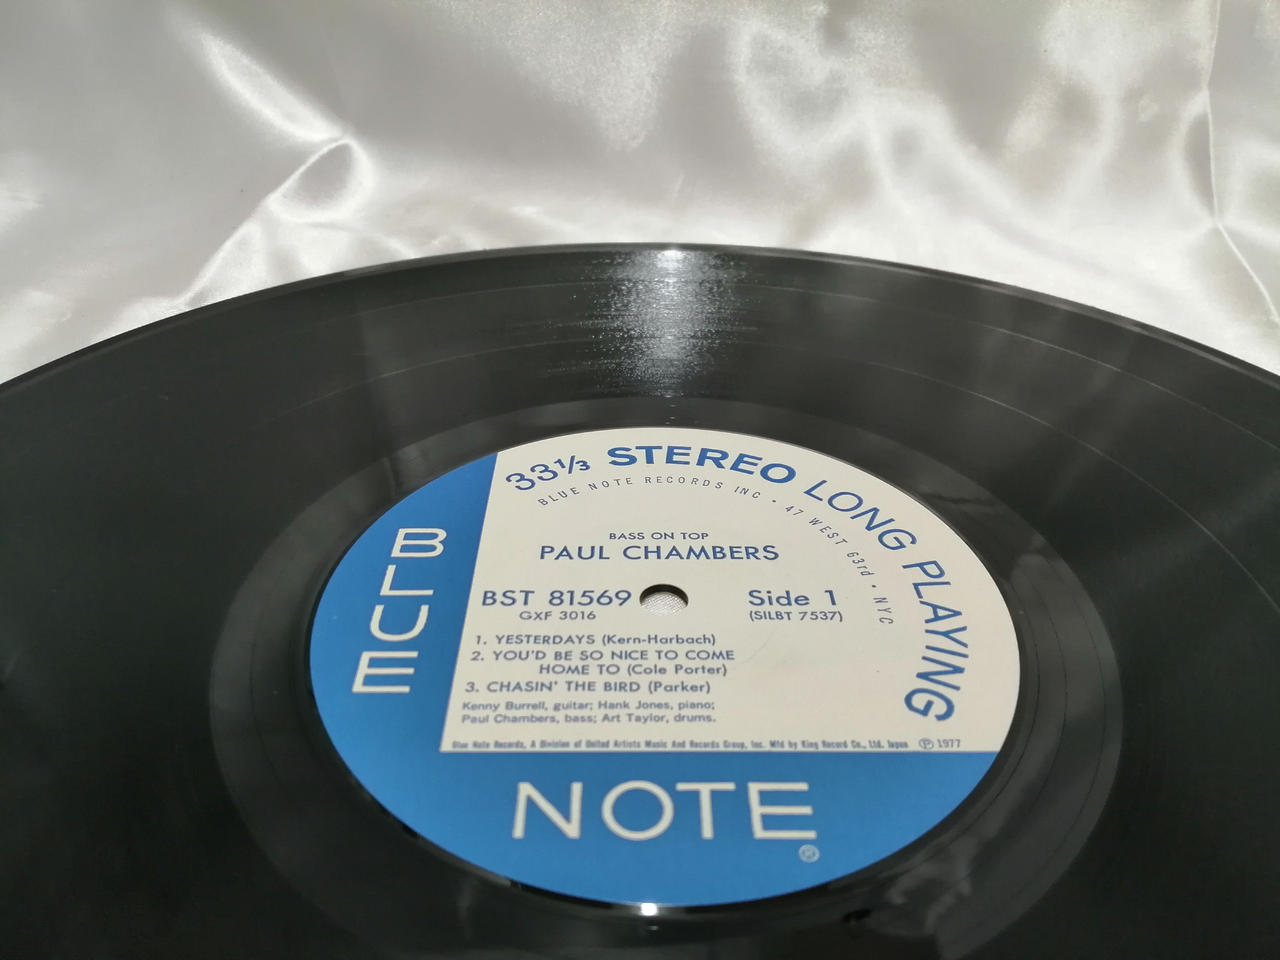 33⅓ STEREO LONG PLAYING
BLUE NOTE RECORDS INC • 47 WEST 63rd • NYC
BASS ON TOP
PAUL CHAMBERS
BST 81569 Side 1
GXF 3016 (SILBT 7537)
1. YESTERDAYS (Kern-Harbach)
2. YOU'D BE SO NICE TO COME
HOME TO (Cole Porter)
3. CHASIN' THE BIRD (Parker)
Kenny Burrell, guitar; Hank Jones, piano;
Paul Chambers, bass; Art Taylor, drums.
Blue Note Records, A Division of United Artists Music And Records Group, Inc. Mfd by King Record Co., Ltd. Japan ℗ 1977
BLUE
NOTE®